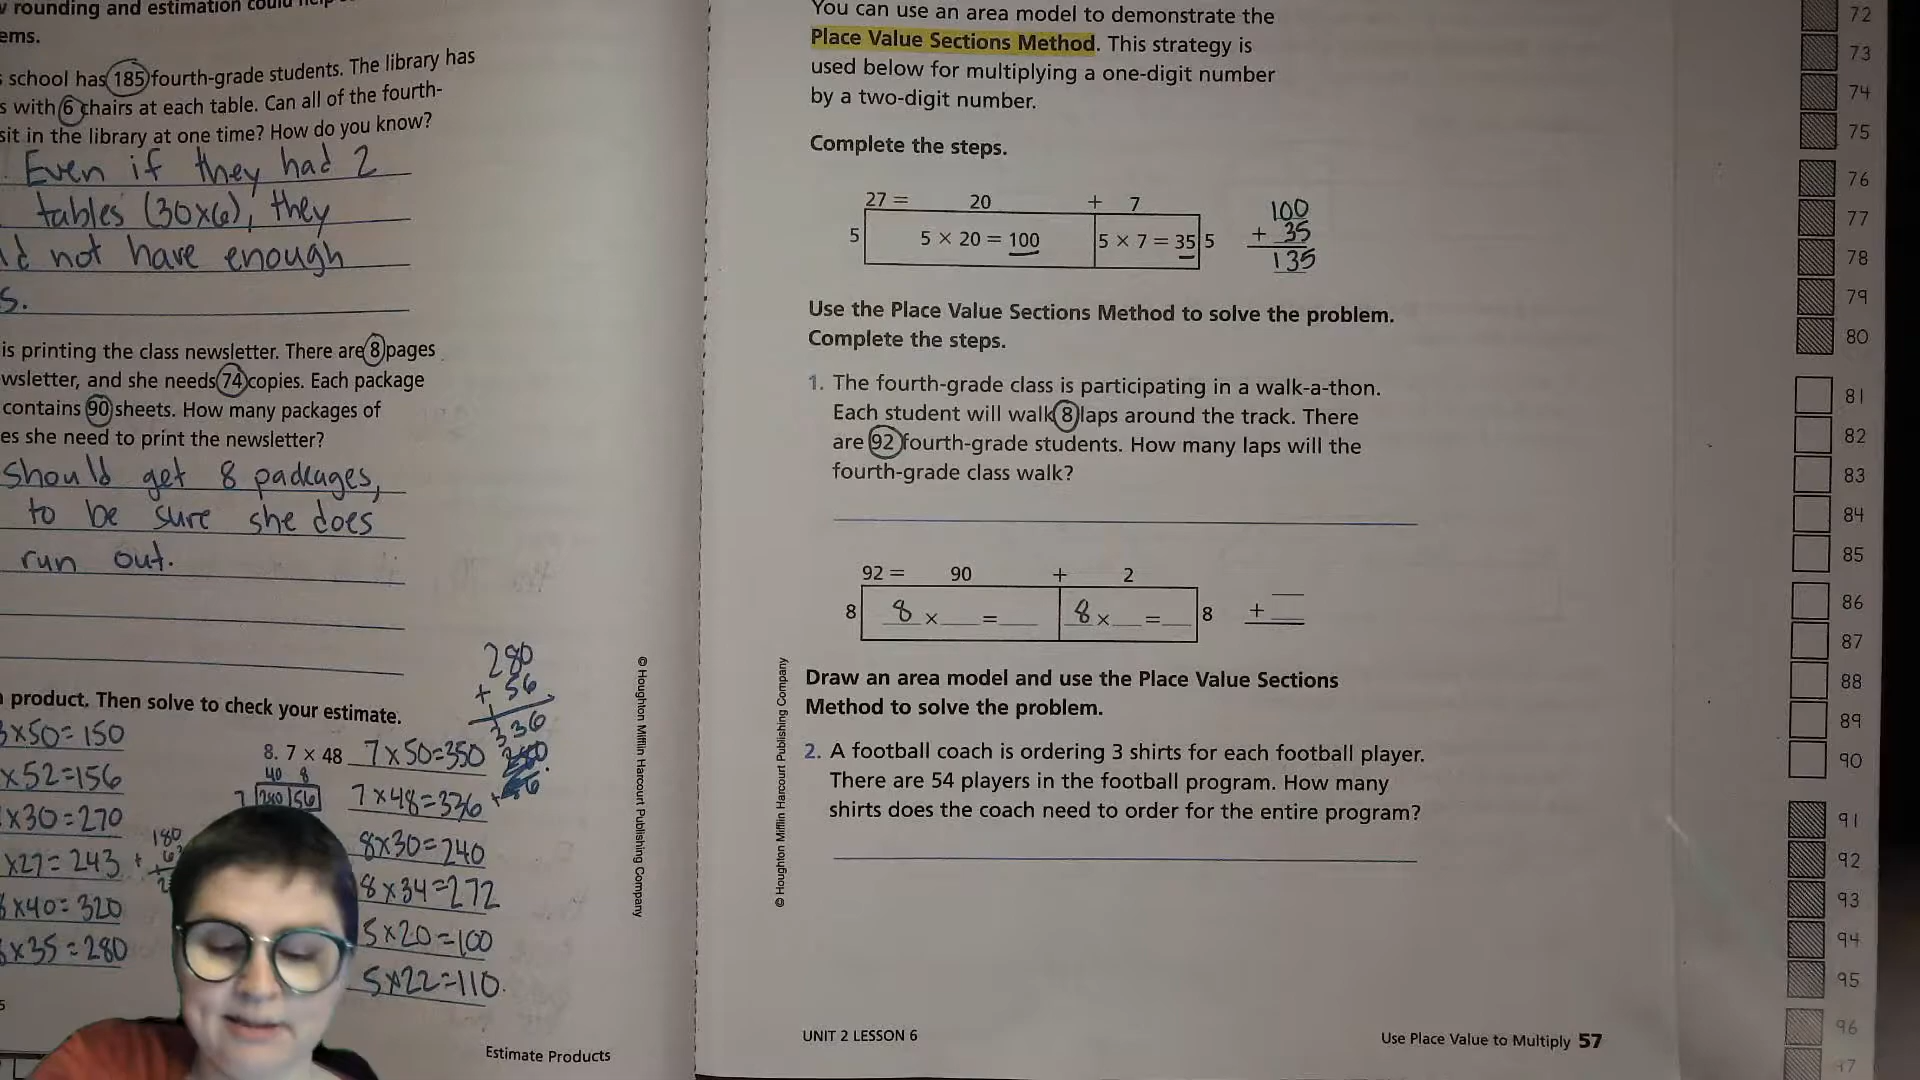 rounding and estimation could
ems.
school has 185 fourth-grade students. The library has
s with 6 chairs at each table. Can all of the fourth-
sit in the library at one time? How do you know?
Even if they had 2
tables (30x6), they
d not have enough
s.
is printing the class newsletter. There are 8 pages
wsletter, and she needs 74 copies. Each package
contains 90 sheets. How many packages of
es she need to print the newsletter?
should get 8 packages,
to be sure she does
run out.
280
+ 56
336
product. Then solve to check your estimate.
3x50=150
x52=156
x30=270
x27=243
x40=320
x35=280
180
8. 7 × 48 7x50=350
40 8
7 280 56
7x48=336
8x30=240
8x34=272
5x20=100
5x22=110.
Estimate Products
© Houghton Mifflin Harcourt Publishing Company
You can use an area model to demonstrate the
Place Value Sections Method. This strategy is
used below for multiplying a one-digit number
by a two-digit number.
Complete the steps.
27 = 20 + 7
5 5 × 20 = 100 5 × 7 = 35 5
100
+ 35
135
Use the Place Value Sections Method to solve the problem.
Complete the steps.
1. The fourth-grade class is participating in a walk-a-thon.
Each student will walk 8 laps around the track. There
are 92 fourth-grade students. How many laps will the
fourth-grade class walk?
92 = 90 + 2
8 8 × __ = __ 8 × __ = __ 8 + __
Draw an area model and use the Place Value Sections
Method to solve the problem.
2. A football coach is ordering 3 shirts for each football player.
There are 54 players in the football program. How many
shirts does the coach need to order for the entire program?
© Houghton Mifflin Harcourt Publishing Company
UNIT 2 LESSON 6
Use Place Value to Multiply 57
72
73
74
75
76
77
78
79
80
81
82
83
84
85
86
87
88
89
90
91
92
93
94
95
96
97